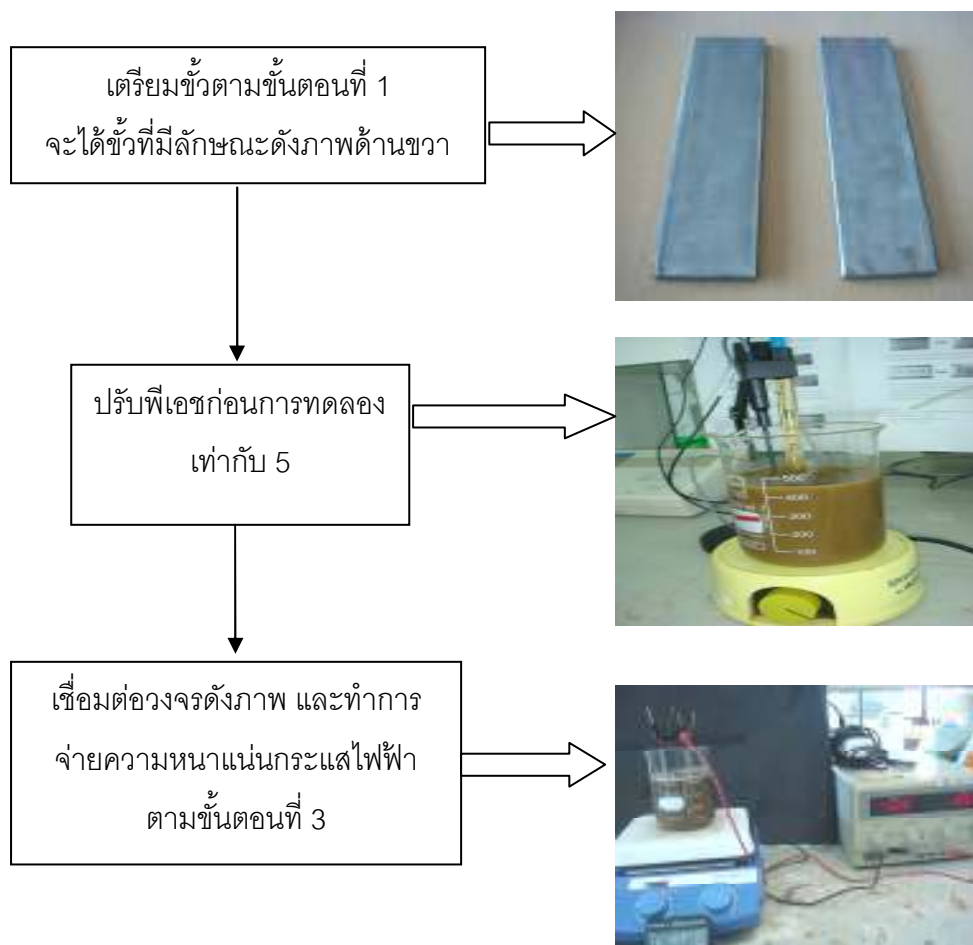 เตรียมขั้วตามขั้นตอนที่ 1
จะได้ขั้วที่มีลักษณะดังภาพด้านขวา
ปรับพีเอชก่อนการทดลอง
เท่ากับ 5
500
400
300
200
100
เชื่อมต่อวงจรดังภาพ และทำการ
จ่ายความหนาแน่นกระแสไฟฟ้า
ตามขั้นตอนที่ 3